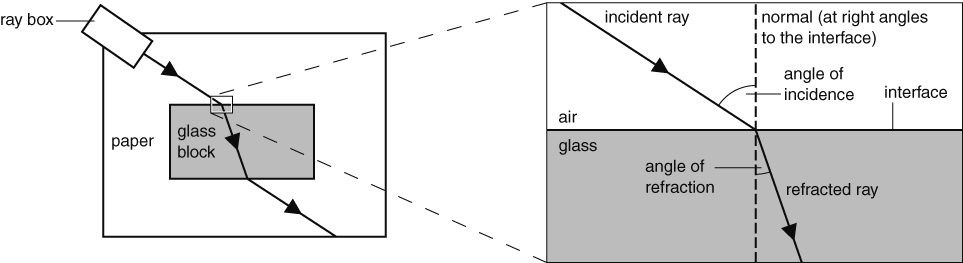 ray box
paper
glass
block
incident ray
normal (at right angles
to the interface)
angle of
incidence
interface
air
glass
angle of
refraction
refracted ray